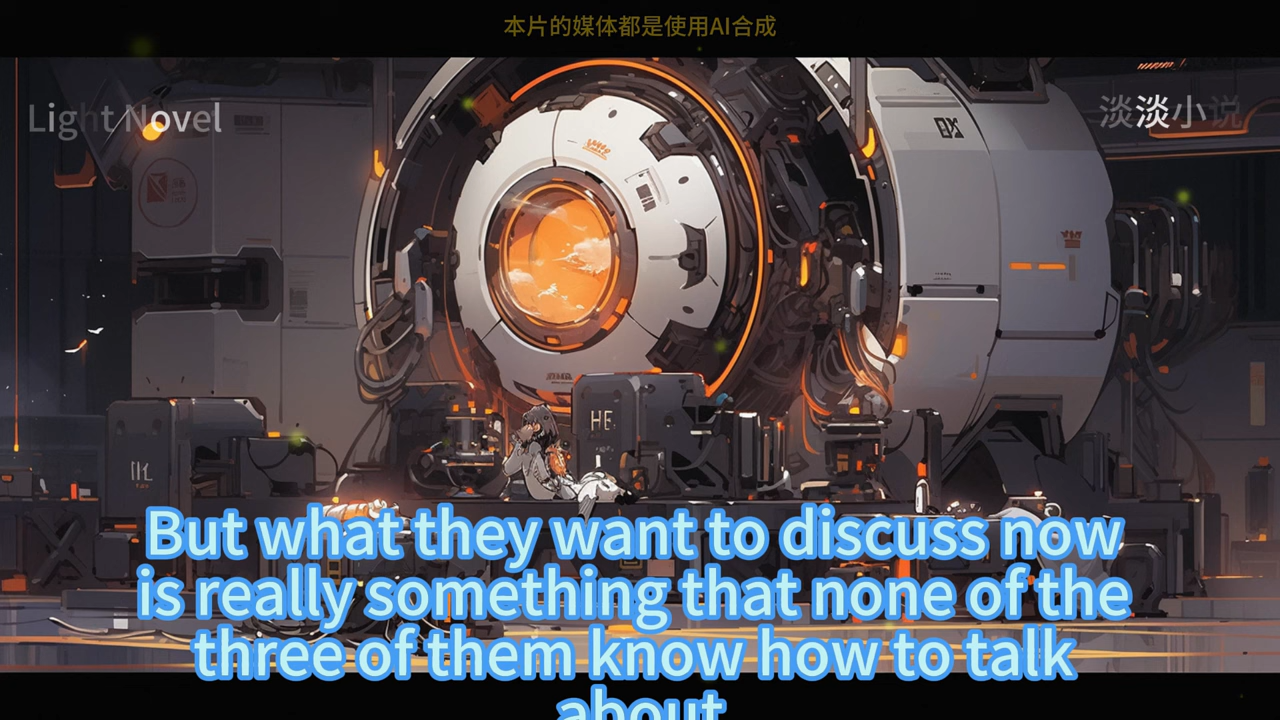 本片的媒体都是使用AI合成
Light Novel
淡淡小说
HE
But what they want to discuss now
is really something that none of the
three of them know how to talk
about